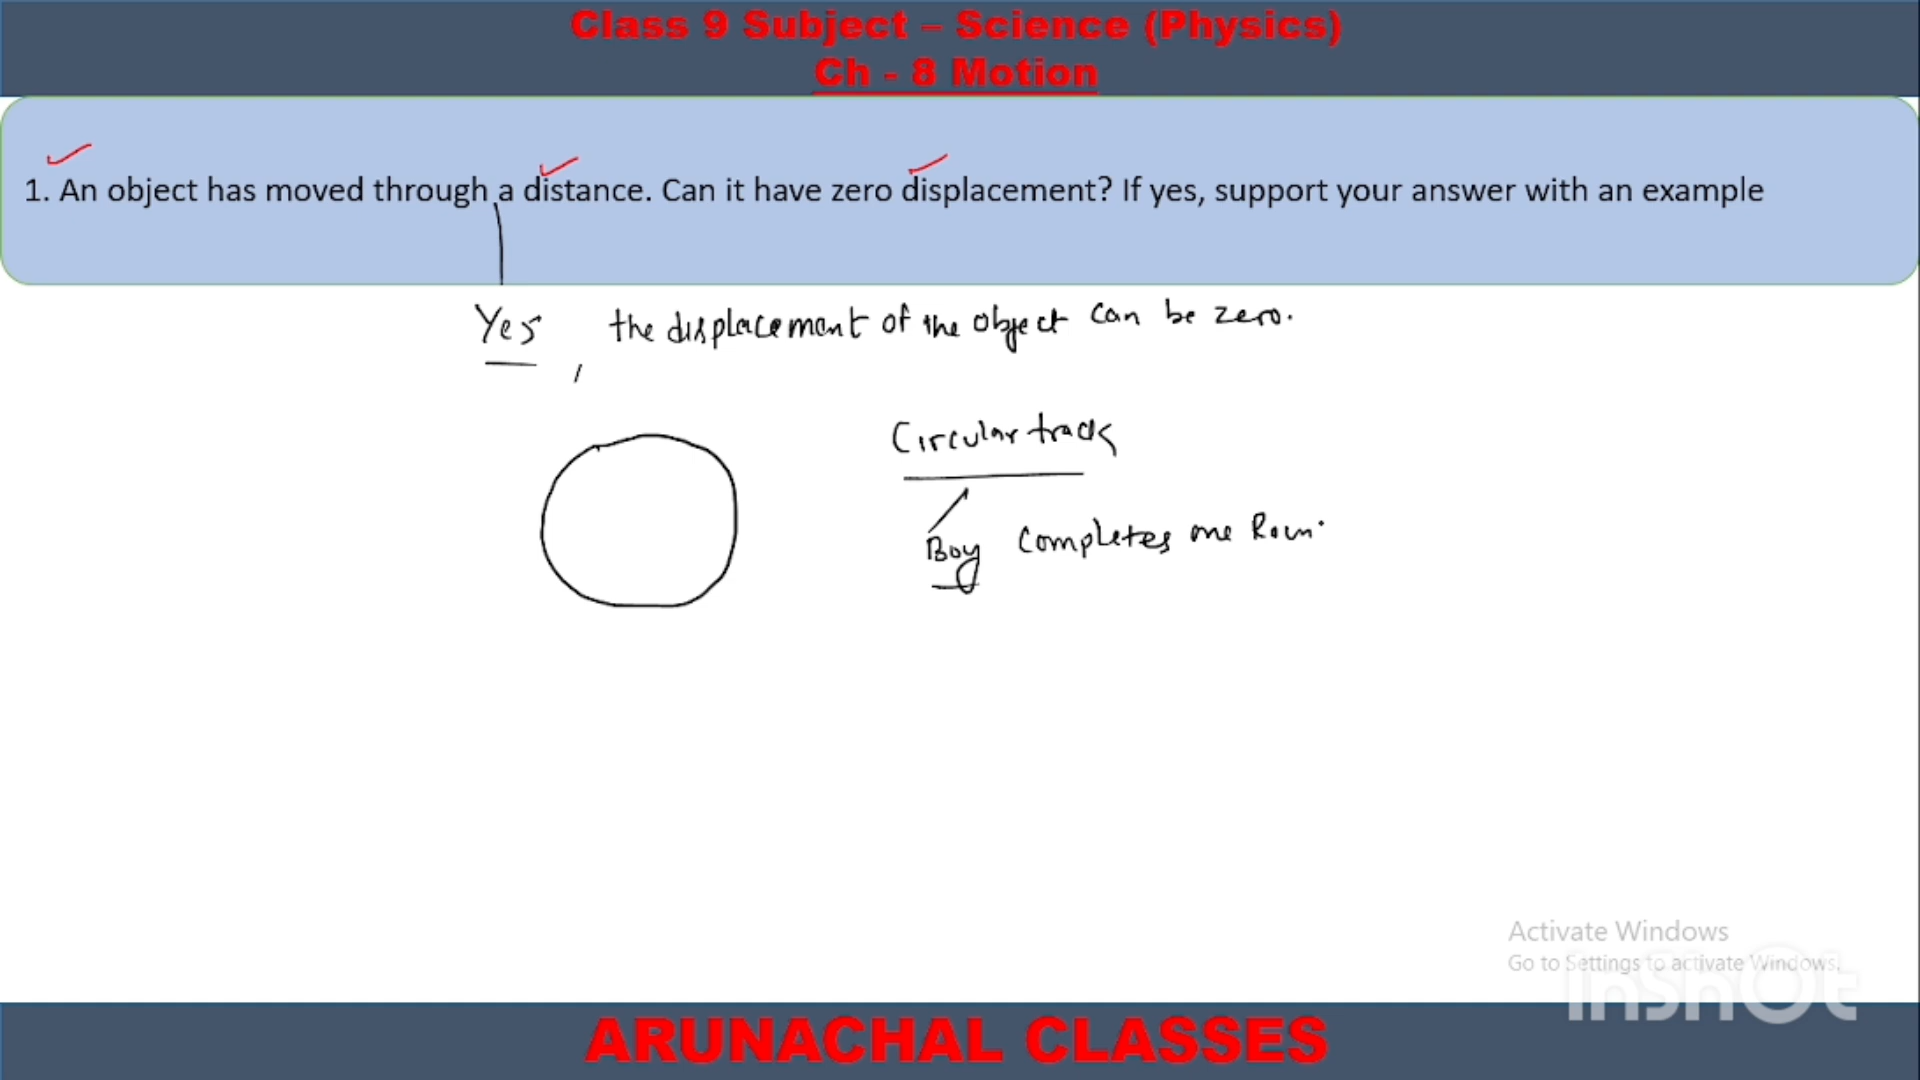 Class 9 Subject – Science (Physics)
Ch - 8 Motion
1. An object has moved through a distance. Can it have zero displacement? If yes, support your answer with an example
Yes, the displacement of the object can be zero.
Circular track
Boy completes one Roun
Activate Windows
Go to Settings to activate Windows.
InShOt
ARUNACHAL CLASSES